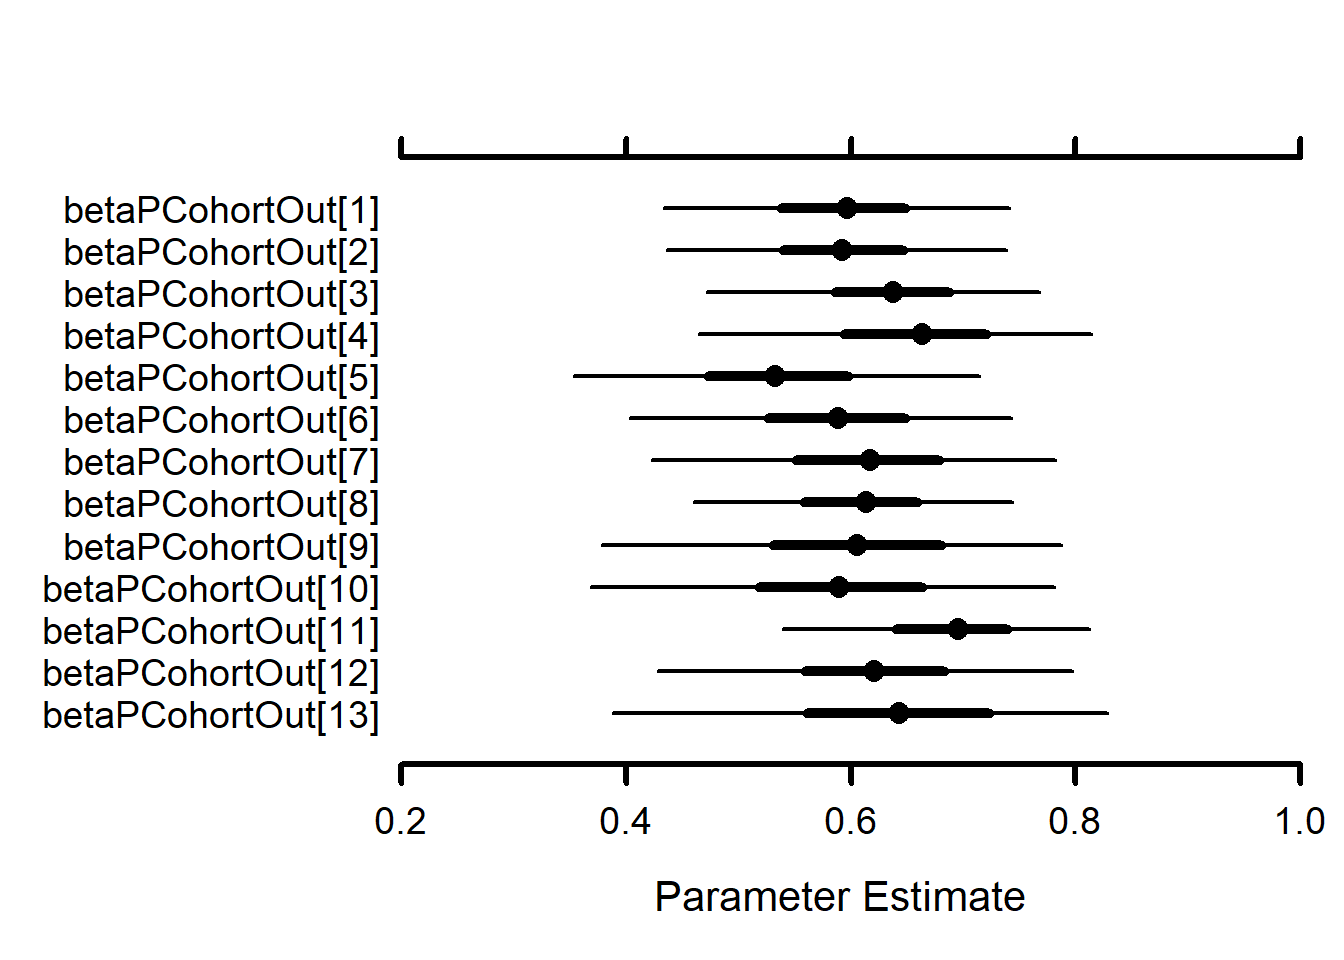 betaPCohortOut[1]
betaPCohortOut[2]
betaPCohortOut[3]
betaPCohortOut[4]
betaPCohortOut[5]
betaPCohortOut[6]
betaPCohortOut[7]
betaPCohortOut[8]
betaPCohortOut[9]
betaPCohortOut[10]
betaPCohortOut[11]
betaPCohortOut[12]
betaPCohortOut[13]
0.2 0.4 0.6 0.8 1.0
Parameter Estimate